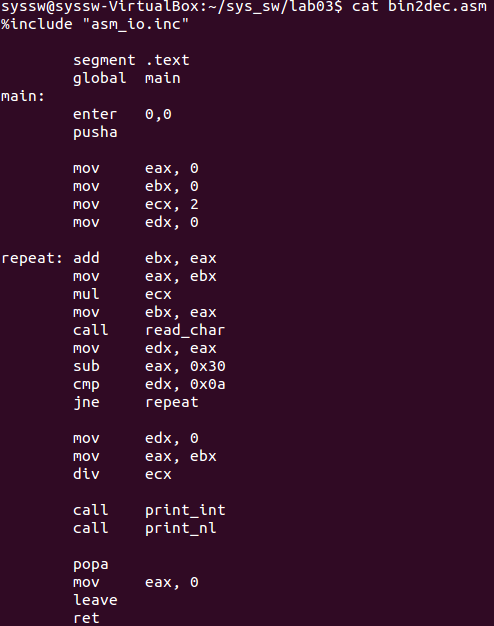 syssw@syssw-VirtualBox:~/sys_sw/lab03$ cat bin2dec.asm
%include "asm_io.inc"
segment .text
global  main
main:
enter   0,0
pusha
mov     eax, 0
mov     ebx, 0
mov     ecx, 2
mov     edx, 0
repeat: add     ebx, eax
mov     eax, ebx
mul     ecx
mov     ebx, eax
call    read_char
mov     edx, eax
sub     eax, 0x30
cmp     edx, 0x0a
jne     repeat
mov     edx, 0
mov     eax, ebx
div     ecx
call    print_int
call    print_nl
popa
mov     eax, 0
leave
ret